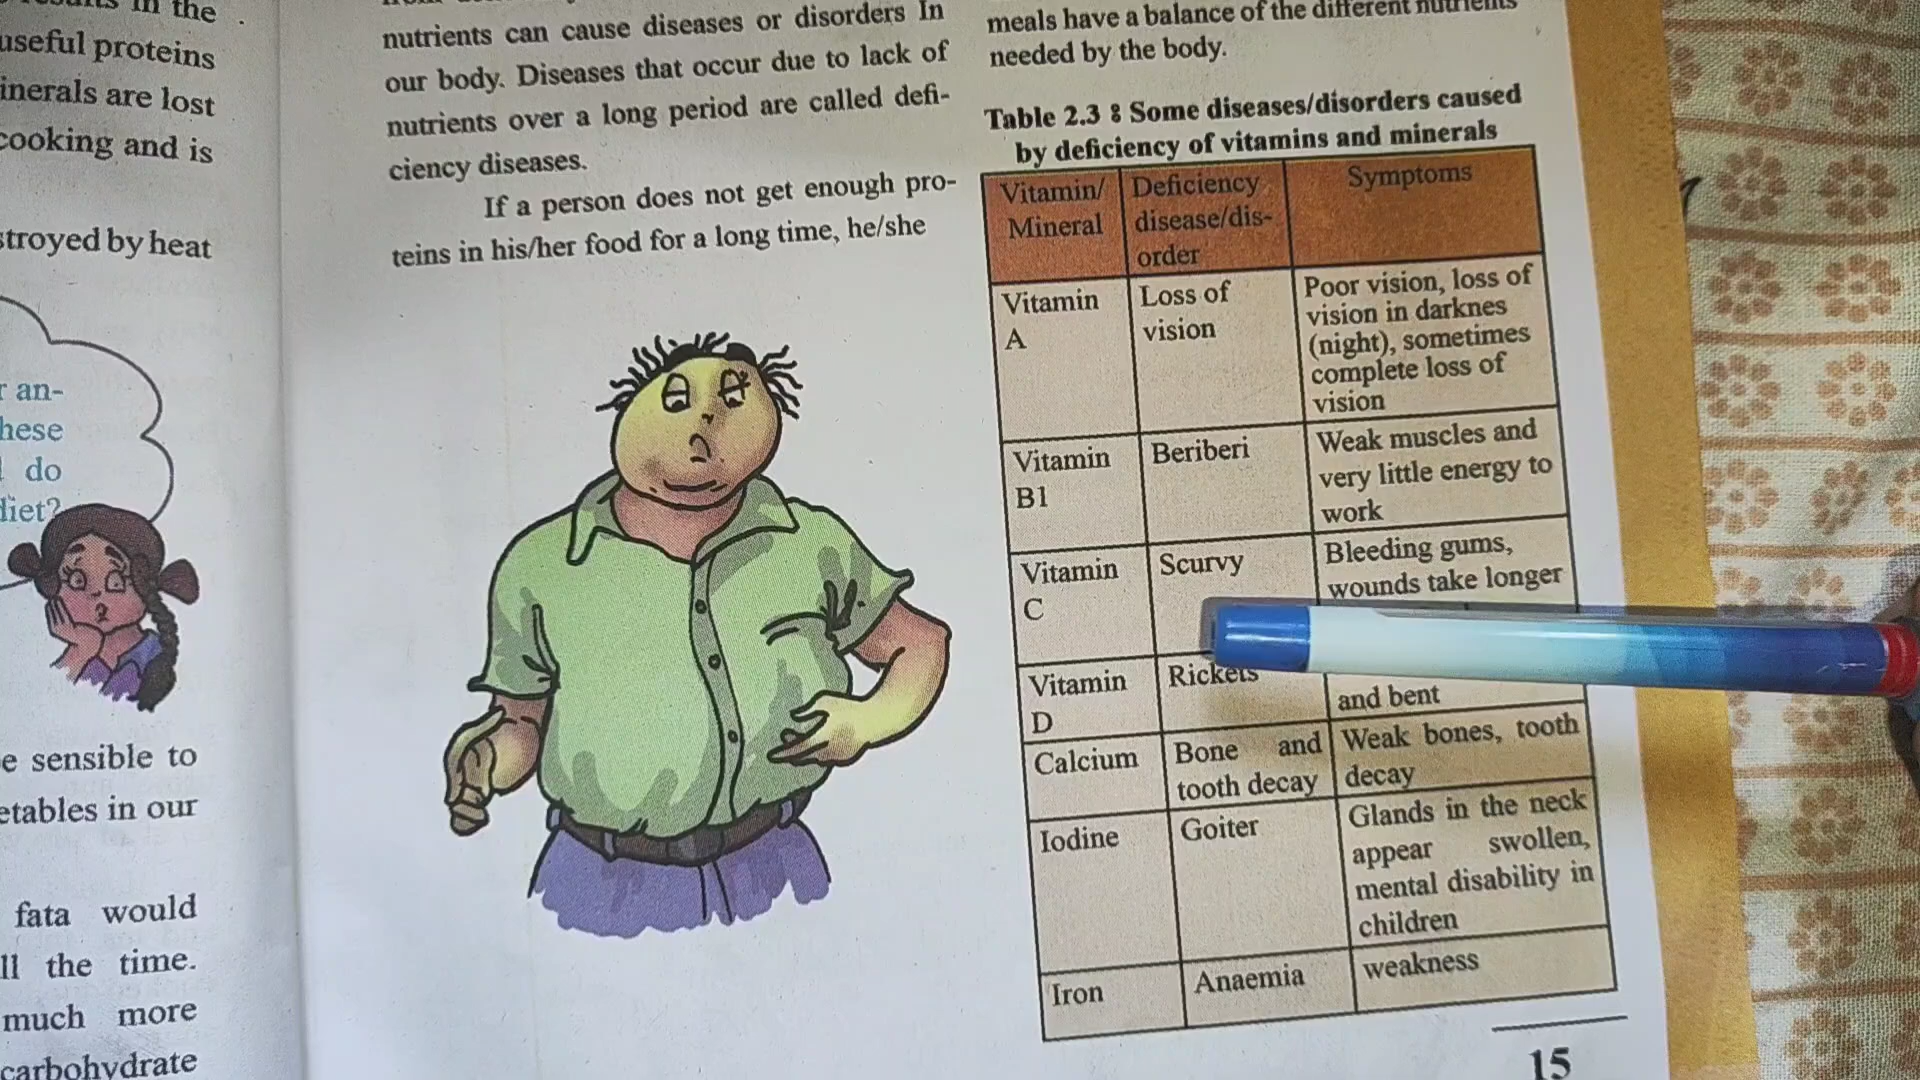 in the
useful proteins
inerals are lost
cooking and is
stroyed by heat
r an-
hese
do
diet?
e sensible to
etables in our
fata would
ll the time.
much more
carbohydrate
nutrients can cause diseases or disorders In
our body. Diseases that occur due to lack of
nutrients over a long period are called defi-
ciency diseases.
If a person does not get enough pro-
teins in his/her food for a long time, he/she
meals have a balance of the different nutrients
needed by the body.
Table 2.3 : Some diseases/disorders caused
by deficiency of vitamins and minerals
Vitamin/ Mineral
Deficiency disease/dis- order
Symptoms
Vitamin A
Loss of
vision
Poor vision, loss of
vision in darknes
(night), sometimes
complete loss of
vision
Vitamin B1
Beriberi
Weak muscles and
very little energy to
work
Vitamin C
Scurvy
Bleeding gums,
wounds take longer
Vitamin D
Rickets
and bent
Calcium
Bone and
tooth decay
Weak bones, tooth
decay
Iodine
Goiter
Glands in the neck
appear swollen,
mental disability in
children
Iron
Anaemia
weakness
15